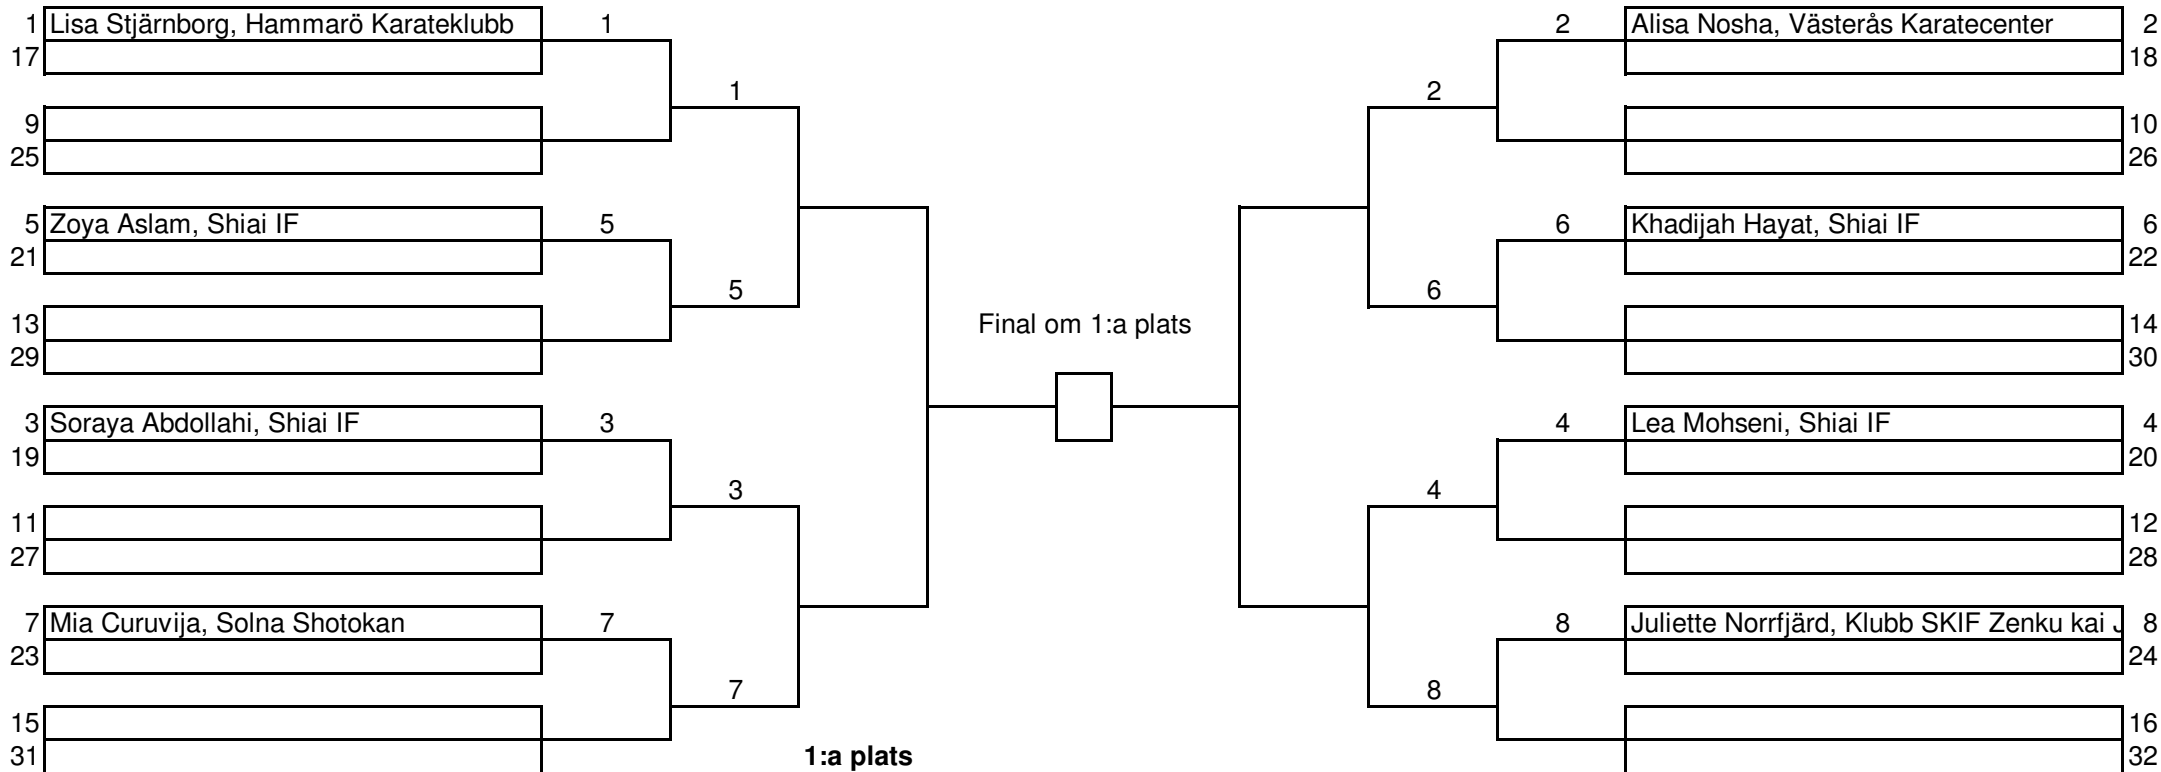 1 Lisa Stjärnborg, Hammarö Karateklubb 1 2 Alisa Nosha, Västerås Karatecenter 2
17 18
1 2
9 10
25 26
5 Zoya Aslam, Shiai IF 5 6 Khadijah Hayat, Shiai IF 6
21 22
5 6
13 Final om 1:a plats 14
29 30
3 Soraya Abdollahi, Shiai IF 3 4 Lea Mohseni, Shiai IF 4
19 20
3 4
11 12
27 28
7 Mia Curuvija, Solna Shotokan 7 8 Juliette Norrfjärd, Klubb SKIF Zenku kai 8
23 24
7 8
15 16
31 1:a plats 32